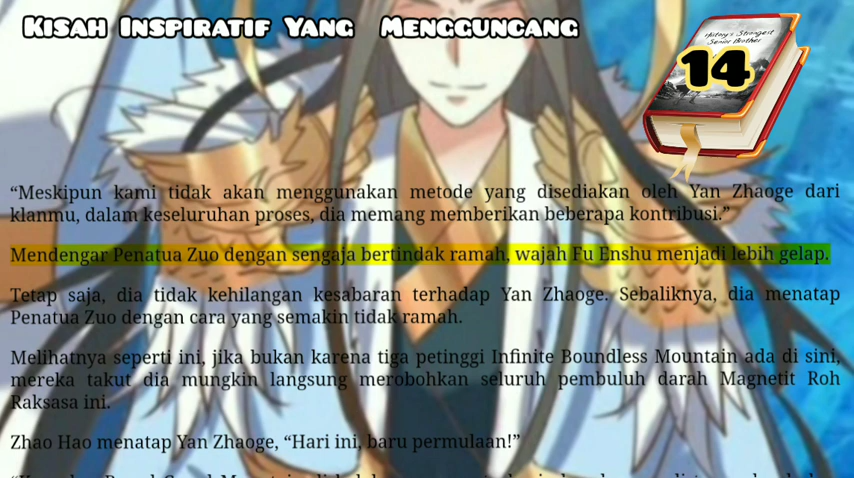 Kisah Inspiratif Yang Mengguncang
History's Strongest
Senior Brother
14
“Meskipun kami tidak akan menggunakan metode yang disediakan oleh Yan Zhaoge dari
klanmu, dalam keseluruhan proses, dia memang memberikan beberapa kontribusi.”
Mendengar Penatua Zuo dengan sengaja bertindak ramah, wajah Fu Enshu menjadi lebih gelap.
Tetap saja, dia tidak kehilangan kesabaran terhadap Yan Zhaoge. Sebaliknya, dia menatap
Penatua Zuo dengan cara yang semakin tidak ramah.
Melihatnya seperti ini, jika bukan karena tiga petinggi Infinite Boundless Mountain ada di sini,
mereka takut dia mungkin langsung merobohkan seluruh pembuluh darah Magnetit Roh
Raksasa ini.
Zhao Hao menatap Yan Zhaoge, “Hari ini, baru permulaan!”